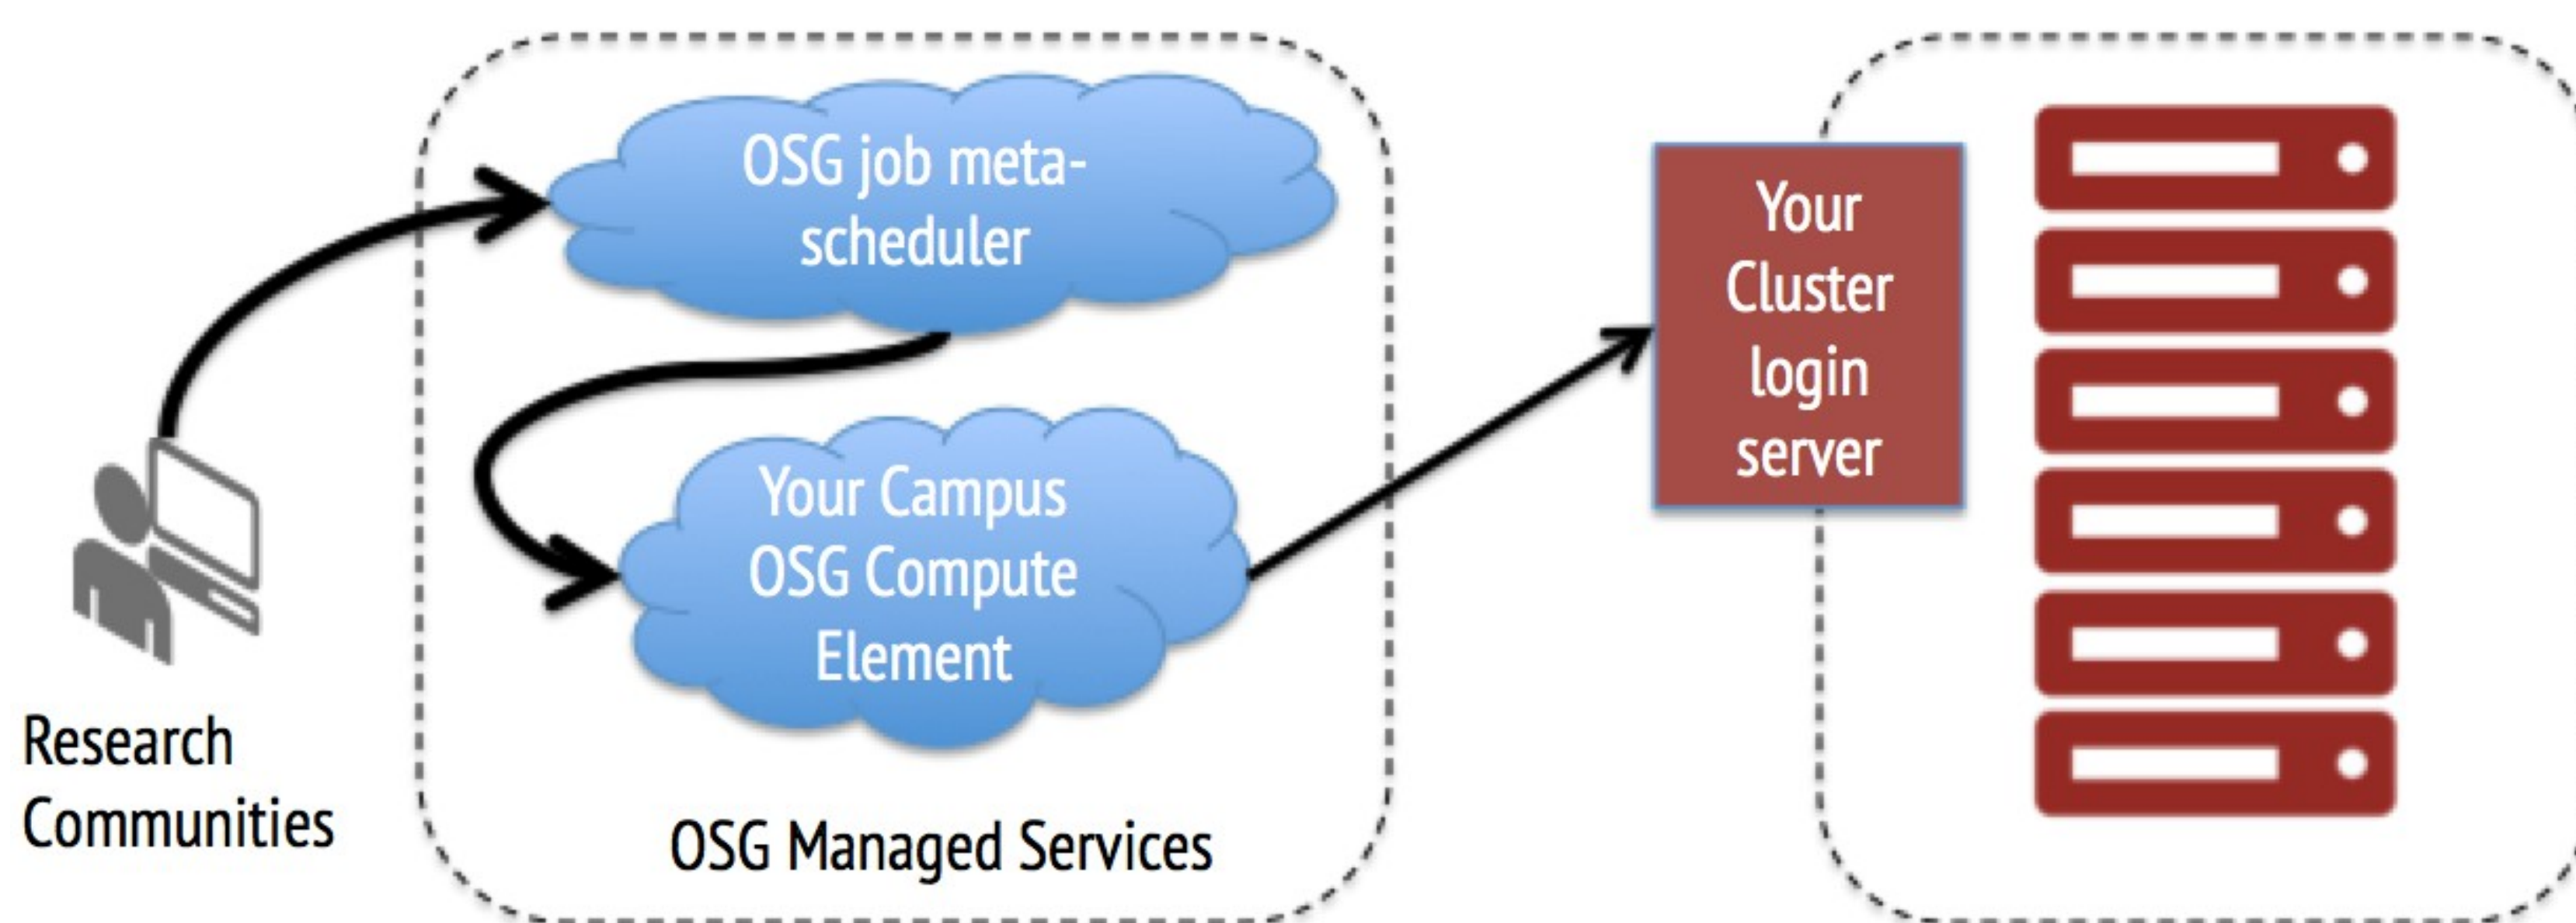 OSG job meta-
scheduler
Your Campus
OSG Compute
Element
OSG Managed Services
Research
Communities
Your
Cluster
login
server